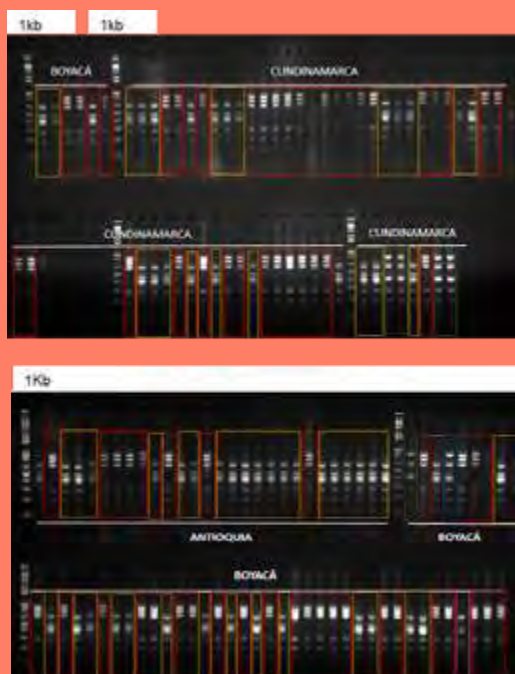 1kb 1kb
BOYACÁ CUNDINAMARCA
CUNDINAMARCA CUNDINAMARCA
1Kb
ANTIOQUIA BOYACÁ
BOYACÁ